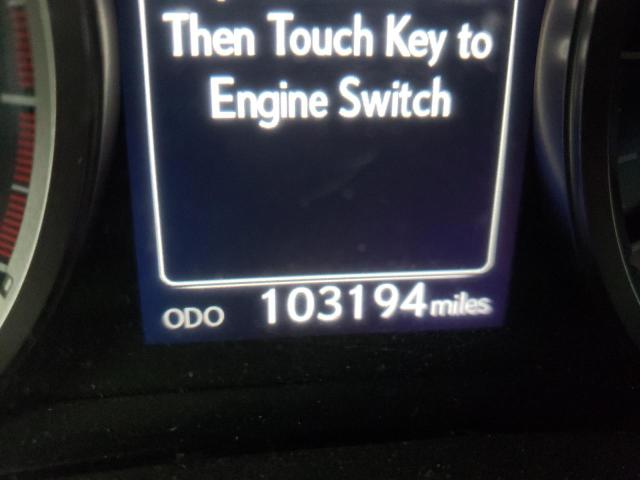 Then Touch Key to
Engine Switch
ODO 103194 miles